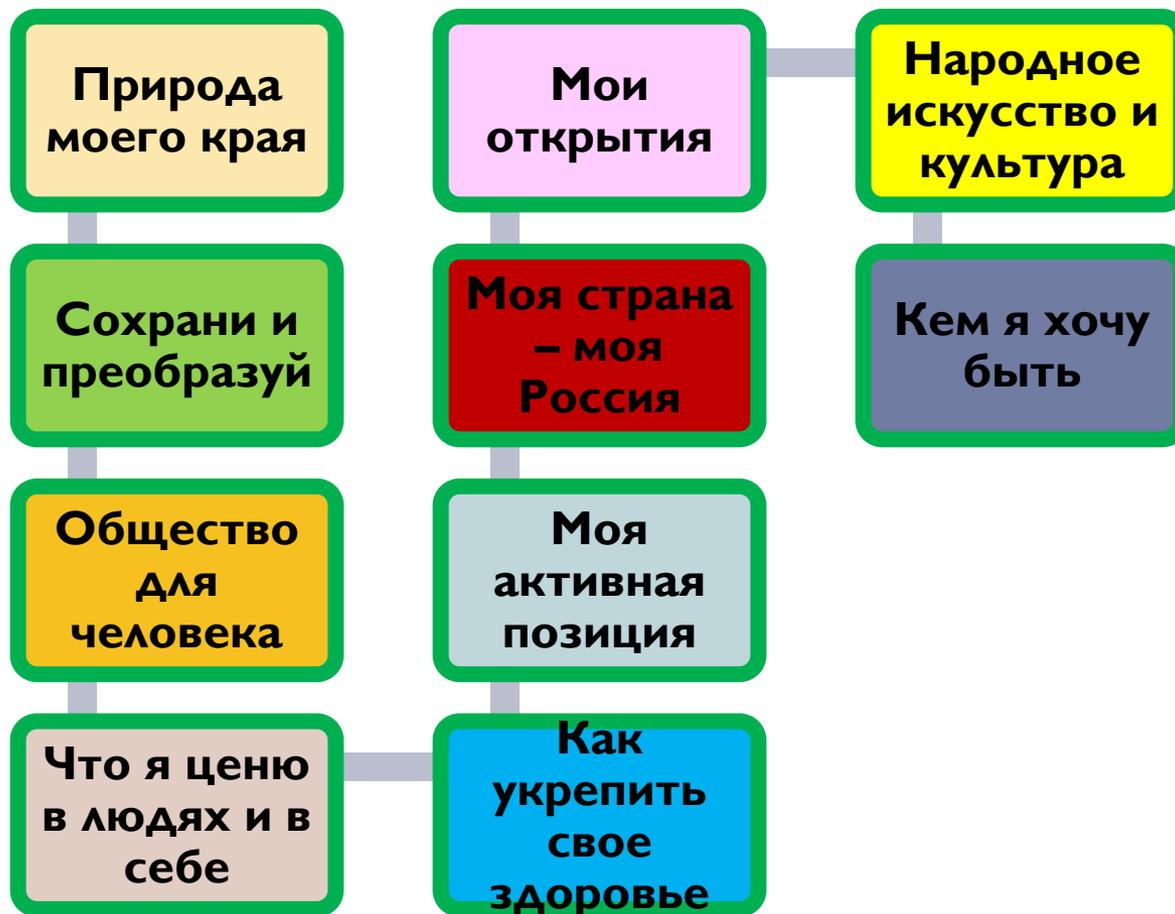 Природа
моего края
Сохрани и
преобразуй
Общество
для
человека
Что я ценю
в людях и в
себе
Как
укрепить
свое
здоровье
Моя
активная
позиция
Моя страна
– моя
Россия
Мои
открытия
Народное
искусство и
культура
Кем я хочу
быть